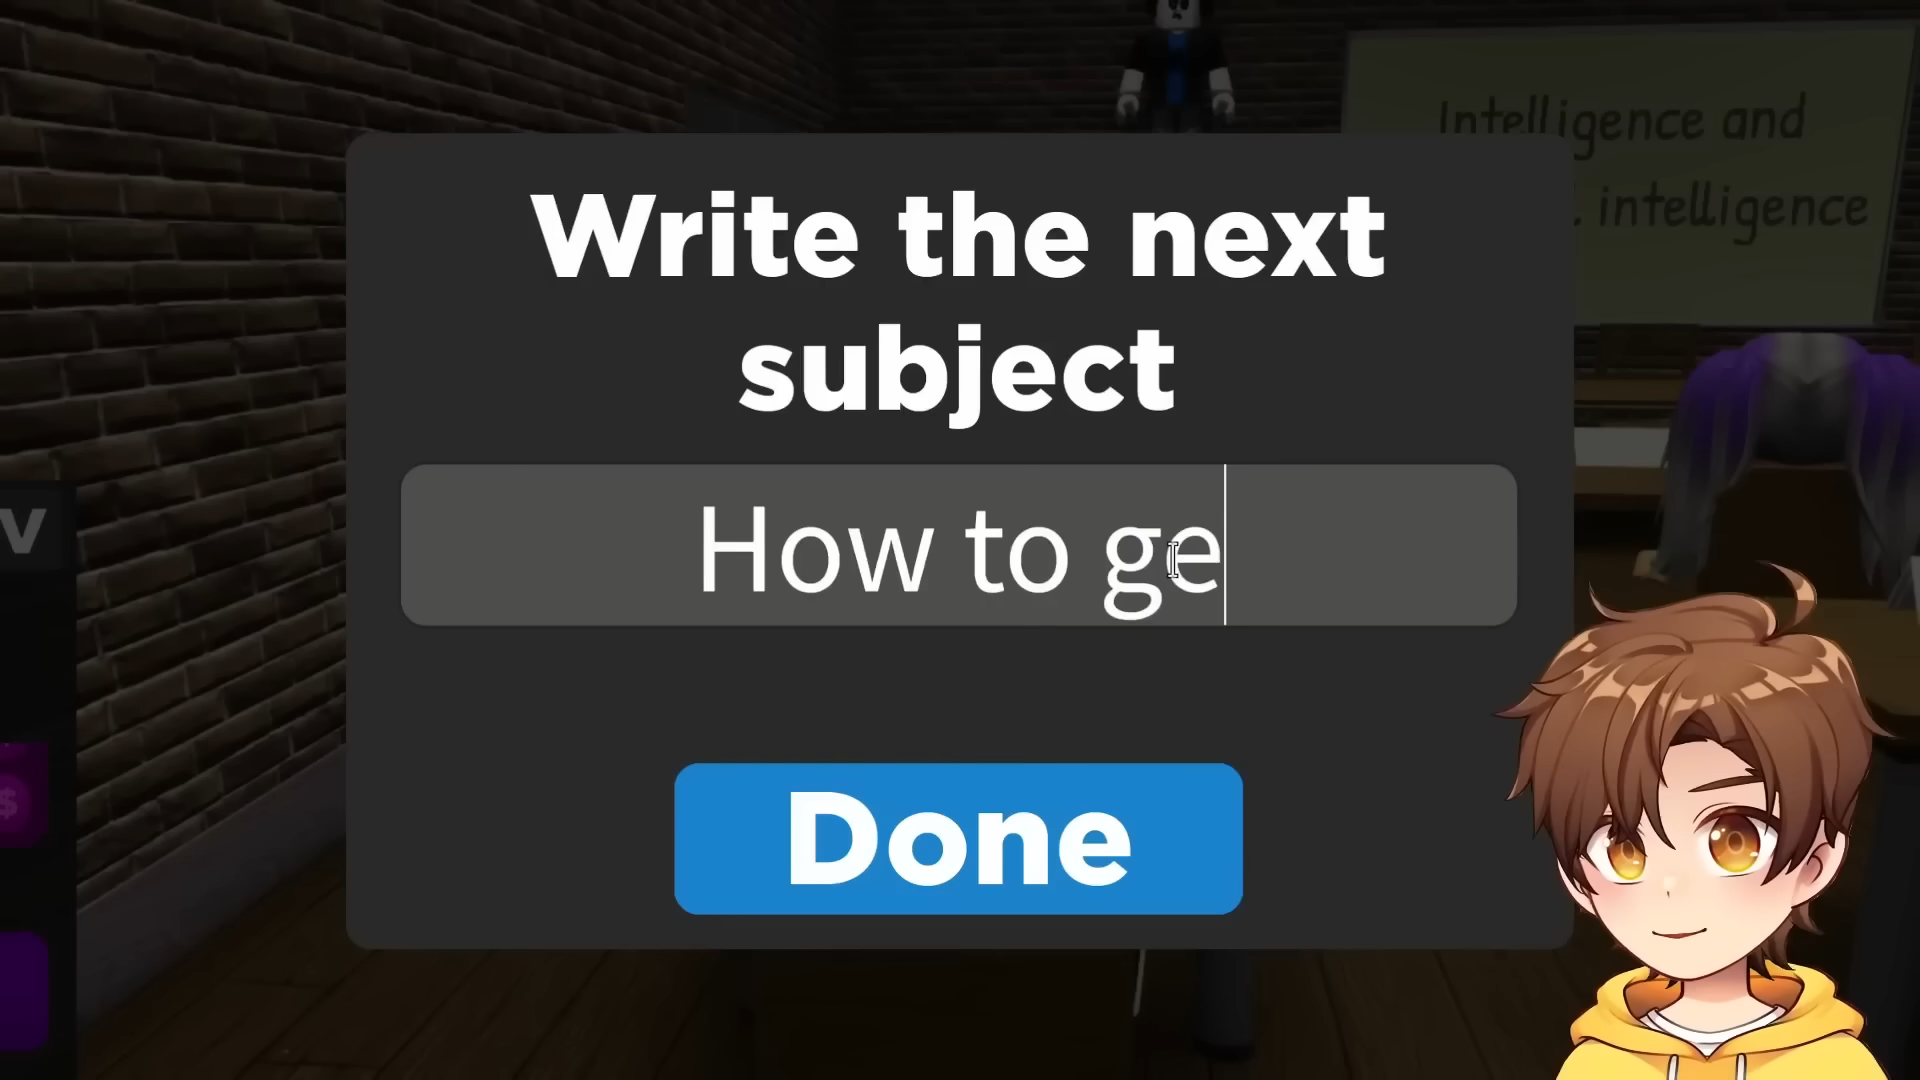 Intelligence and
intelligence
Write the next
subject
How to ge
V
$
Done